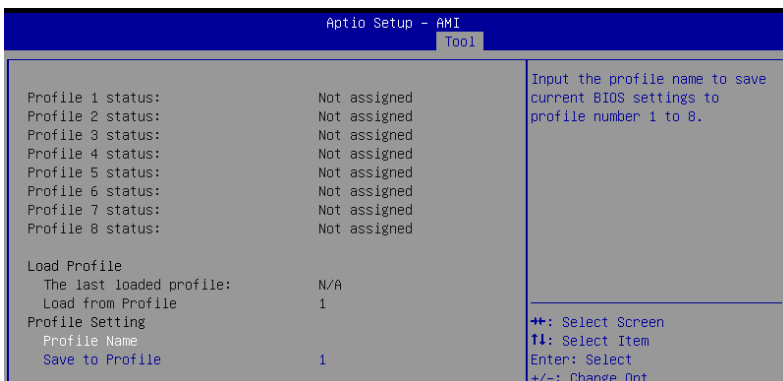 Aptio Setup - AMI
Tool
Profile 1 status: Not assigned
Profile 2 status: Not assigned
Profile 3 status: Not assigned
Profile 4 status: Not assigned
Profile 5 status: Not assigned
Profile 6 status: Not assigned
Profile 7 status: Not assigned
Profile 8 status: Not assigned
Load Profile
The last loaded profile: N/A
Load from Profile 1
Profile Setting
Profile Name
Save to Profile 1
Input the profile name to save
current BIOS settings to
profile number 1 to 8.
→←: Select Screen
↑↓: Select Item
Enter: Select
+/-: Change Opt.